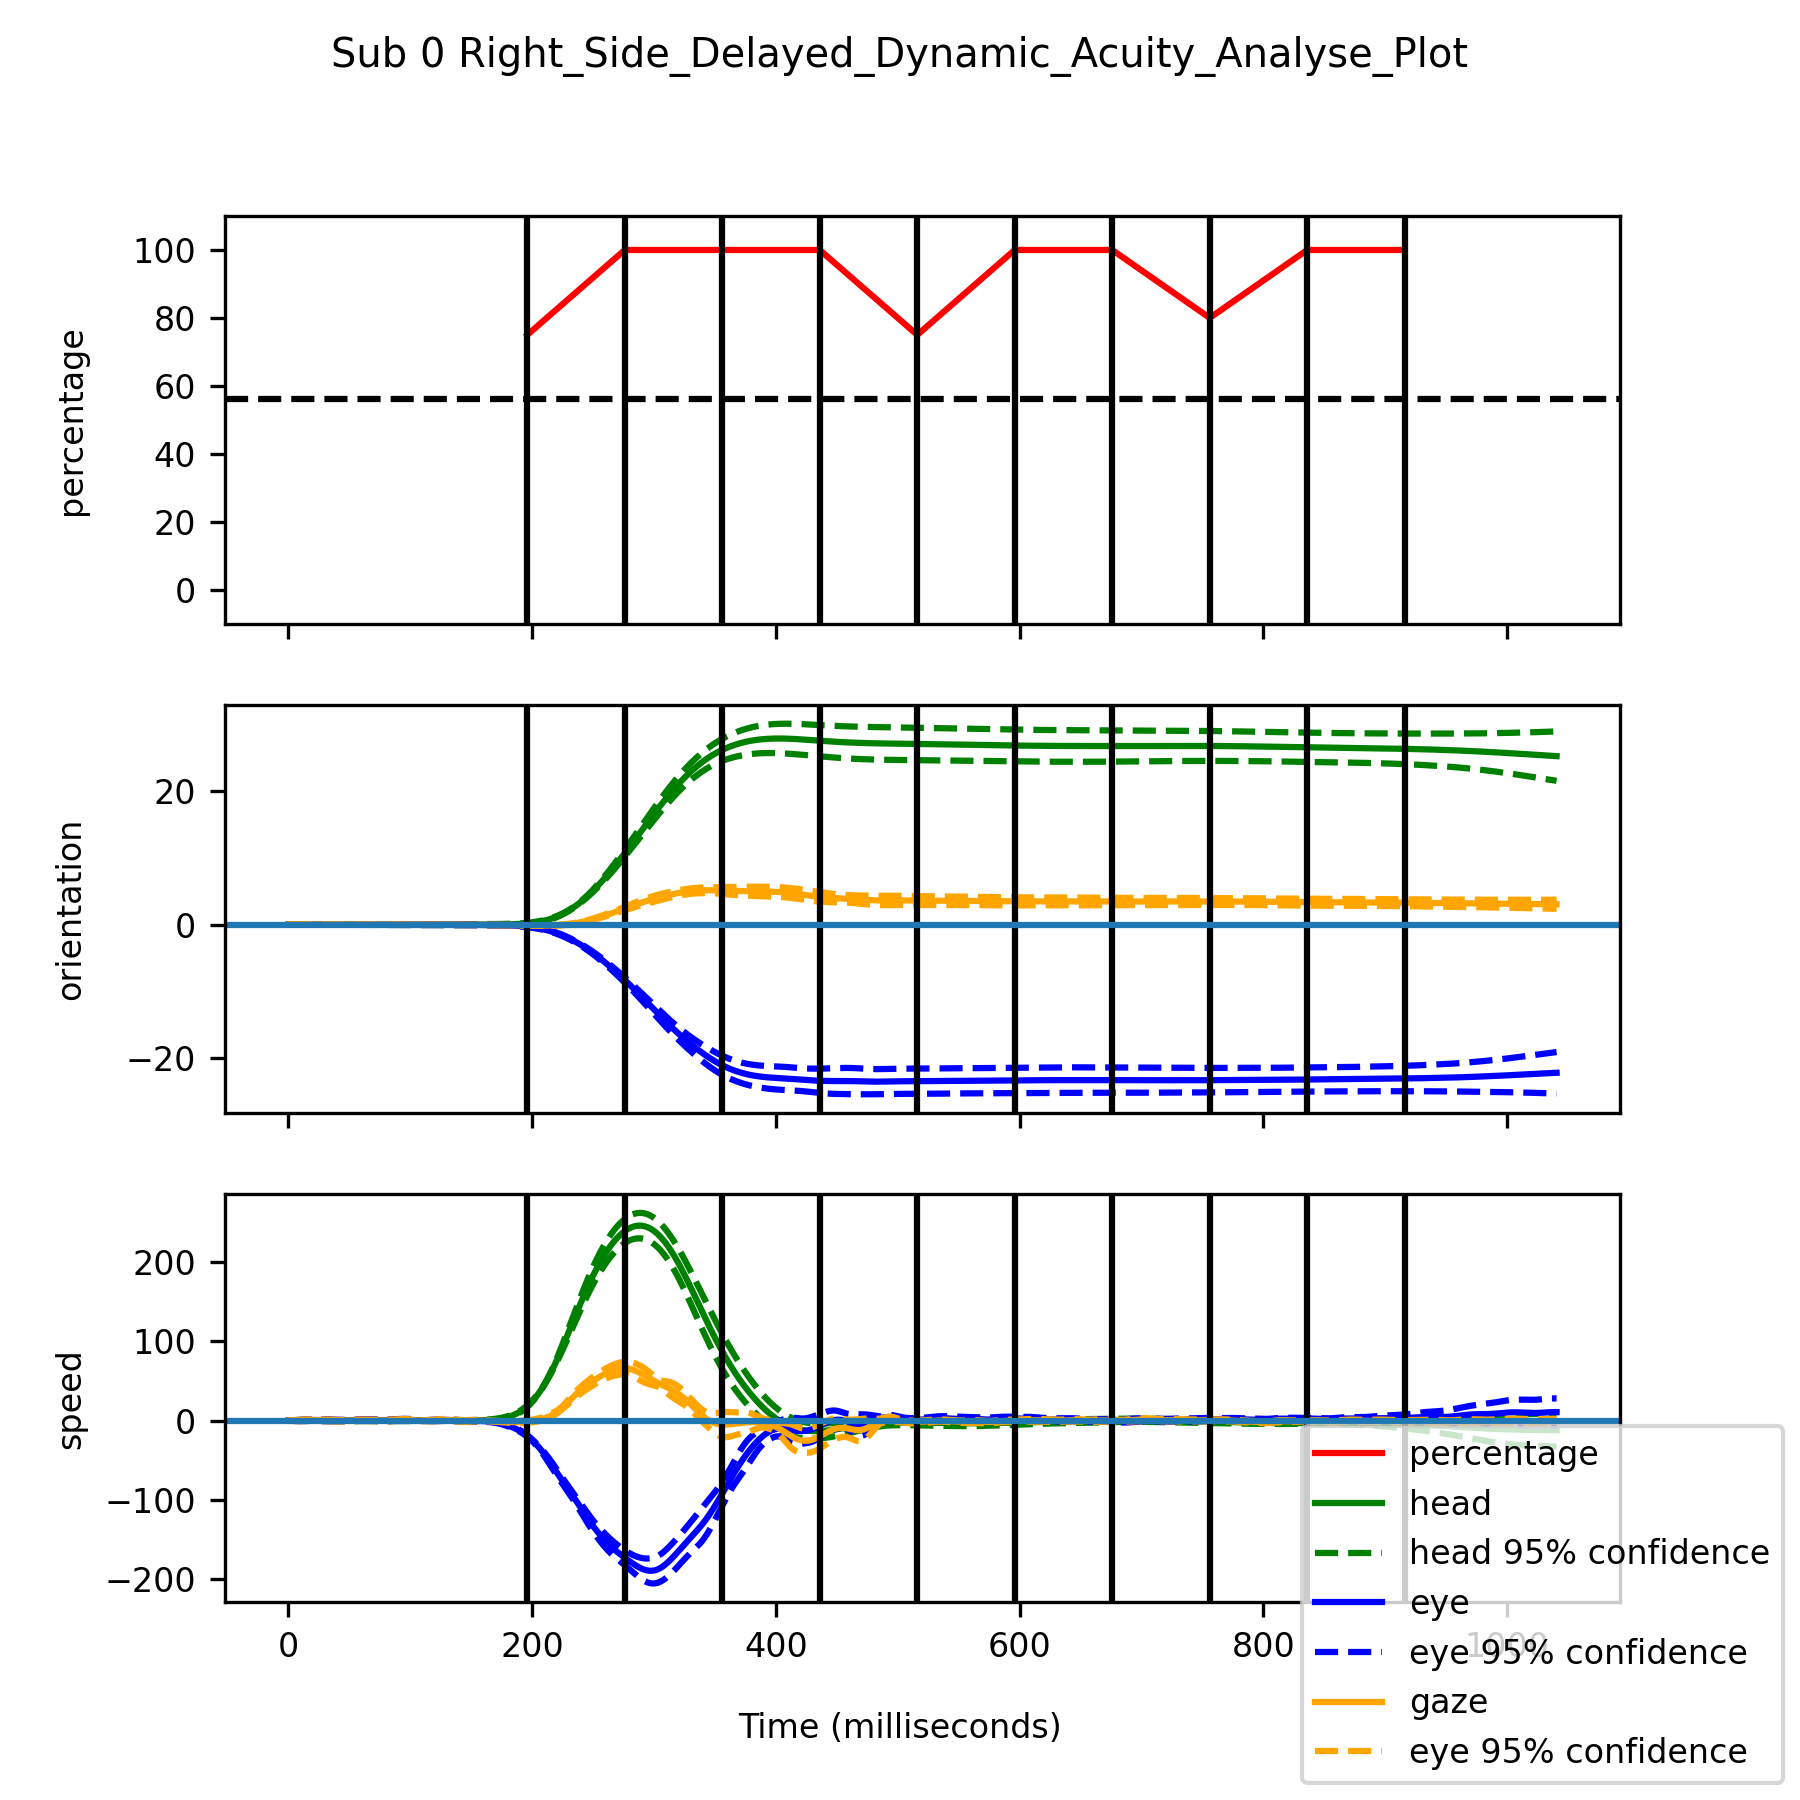 Sub 0 Right_Side_Delayed_Dynamic_Acuity_Analyse_Plot
percentage
100
80
60
40
20
0
orientation
20
0
−20
speed
200
100
0
−100
−200
0 200 400 600 800 1000
Time (milliseconds)
percentage
head
head 95% confidence
eye
eye 95% confidence
gaze
eye 95% confidence